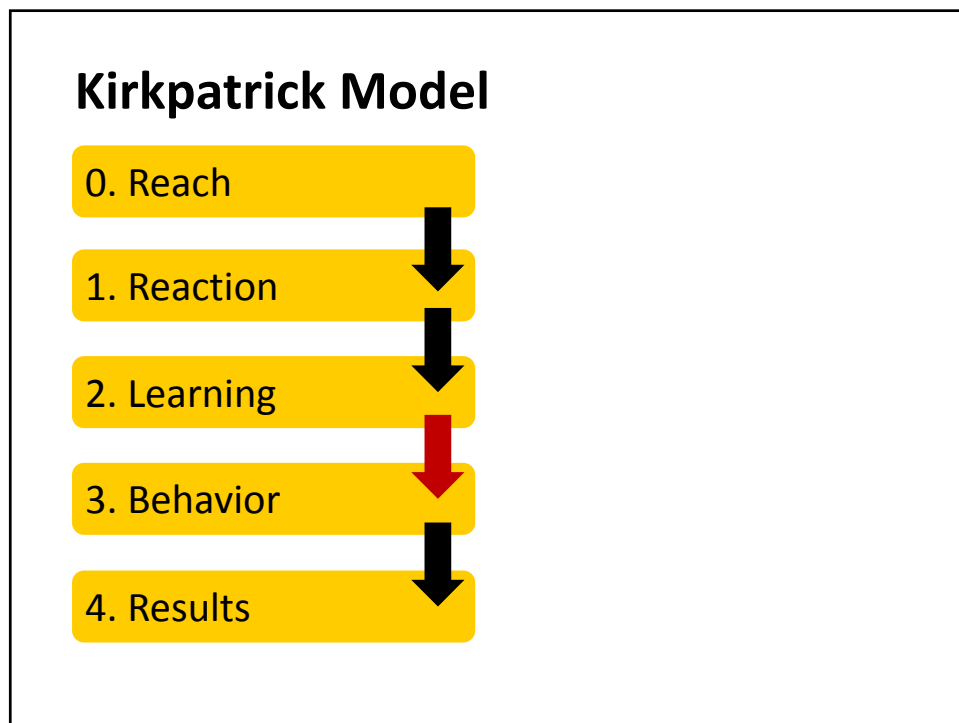 Kirkpatrick Model
0. Reach
1. Reaction
2. Learning
3. Behavior
4. Results